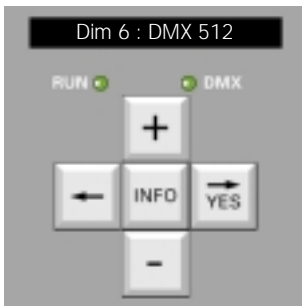 Dim 6 : DMX 512
RUN DMX
+
INFO YES
-